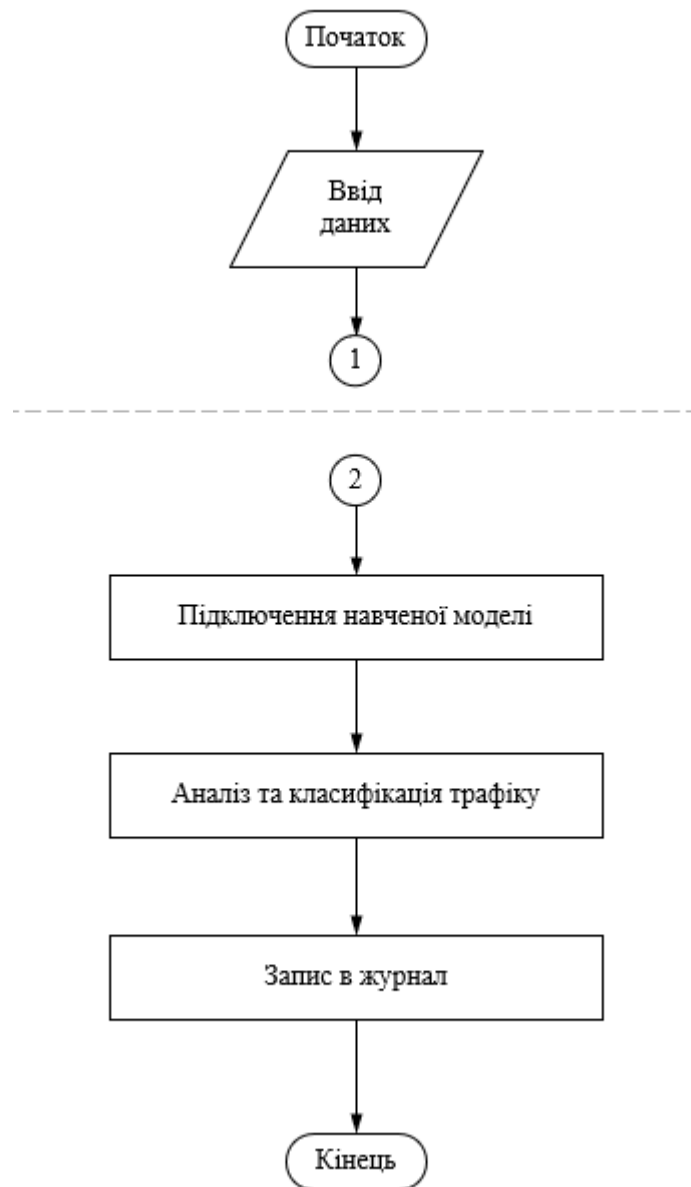 Початок
Ввід
даних
1
2
Підключення навченої моделі
Аналіз та класифікація трафіку
Запис в журнал
Кінець